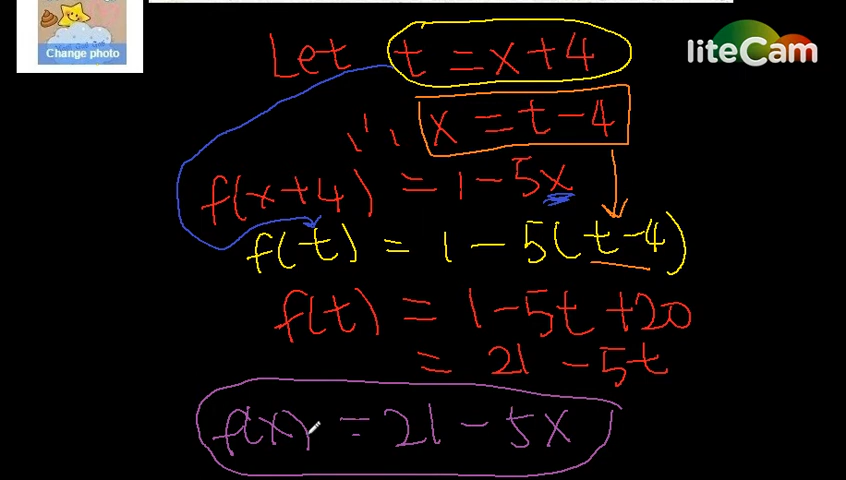 Change photo
liteCam
Let t = x+4
x = t-4
f(x+4) = 1-5x
f(t) = 1-5(t-4)
f(t) = 1-5t+20
= 21-5t
f(x) = 21-5x